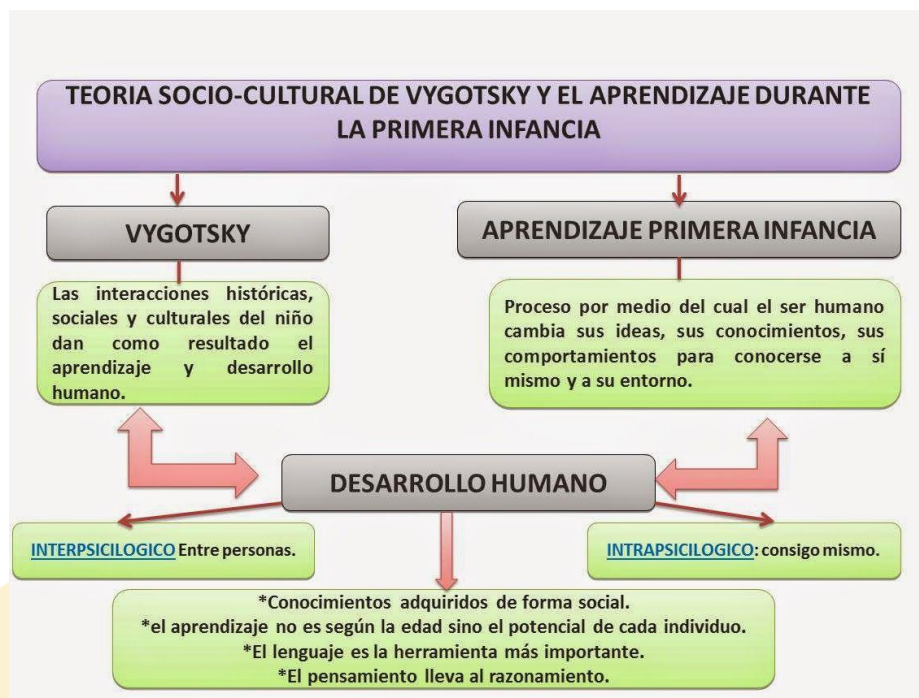 TEORIA SOCIO-CULTURAL DE VYGOTSKY Y EL APRENDIZAJE DURANTE
LA PRIMERA INFANCIA
VYGOTSKY
APRENDIZAJE PRIMERA INFANCIA
Las interacciones históricas,
sociales y culturales del niño
dan como resultado el
aprendizaje y desarrollo
humano.
Proceso por medio del cual el ser humano
cambia sus ideas, sus conocimientos, sus
comportamientos para conocerse a sí
mismo y a su entorno.
DESARROLLO HUMANO
INTERPSICILOGICO Entre personas.
INTRAPSICILOGICO: consigo mismo.
*Conocimientos adquiridos de forma social.
*el aprendizaje no es según la edad sino el potencial de cada individuo.
*El lenguaje es la herramienta más importante.
*El pensamiento lleva al razonamiento.